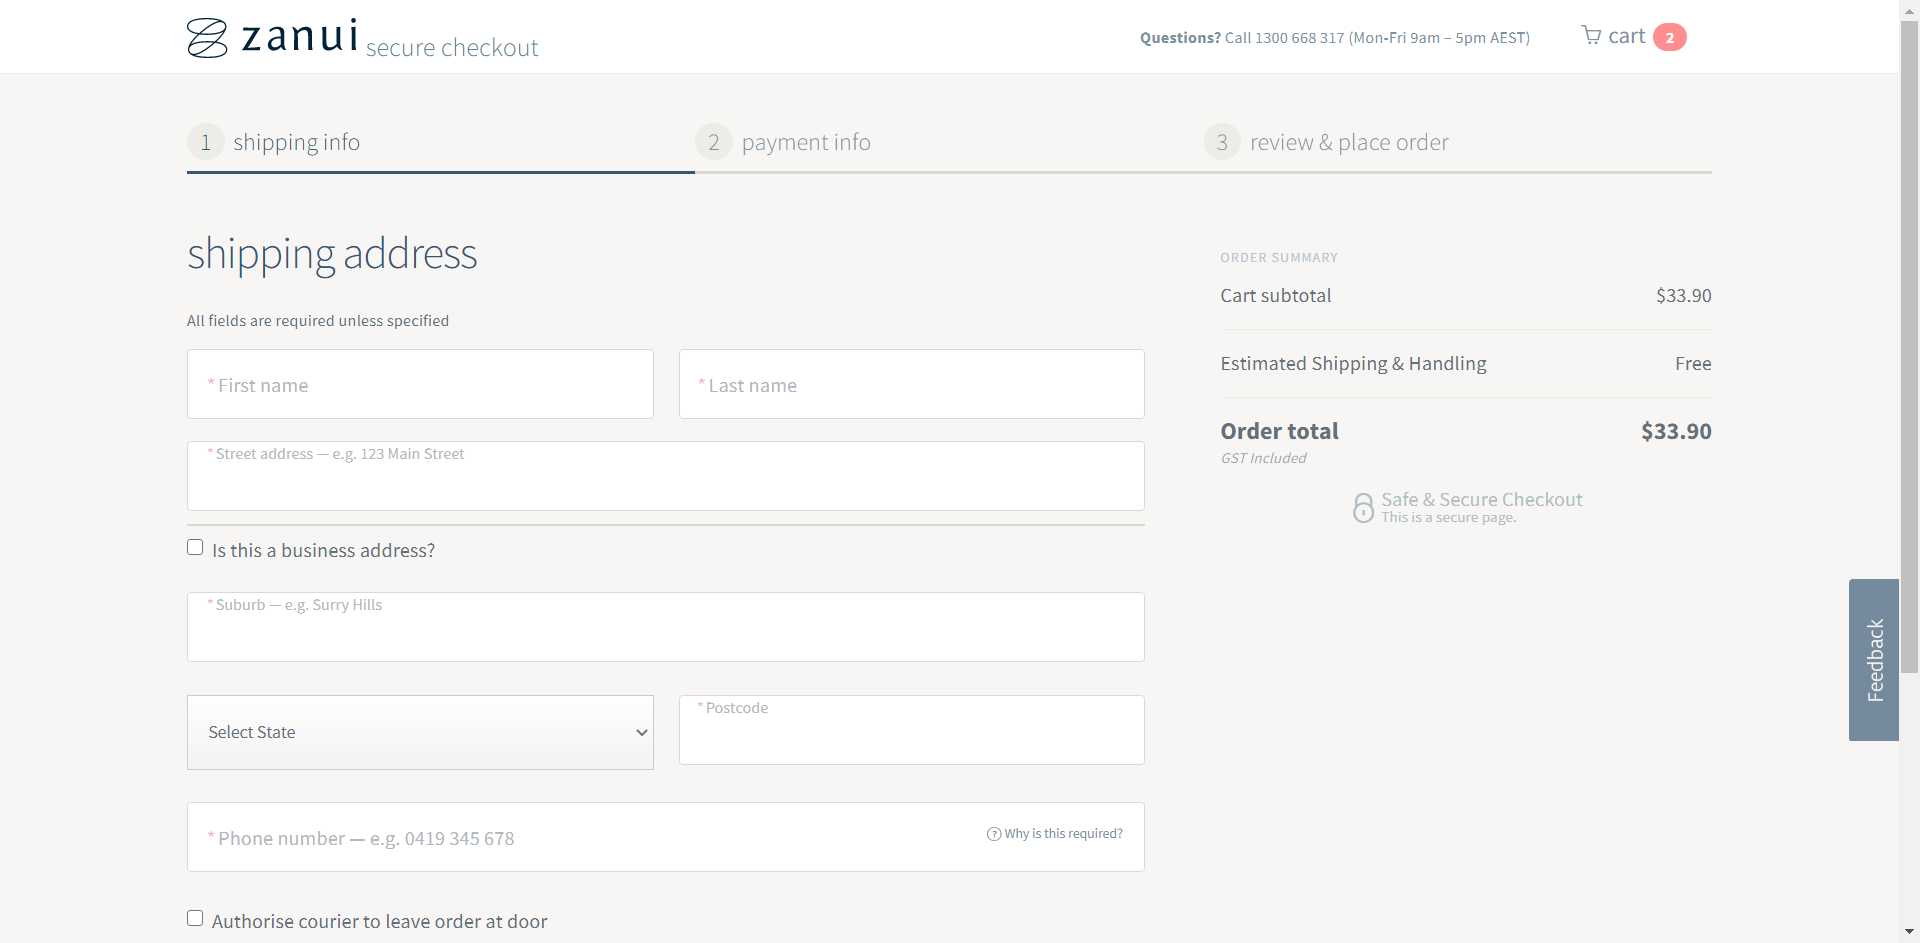 zanui secure checkout
Questions? Call 1300 668 317 (Mon-Fri 9am – 5pm AEST)
cart 2
1 shipping info
2 payment info
3 review & place order
shipping address
All fields are required unless specified
* First name
* Last name
* Street address — e.g. 123 Main Street
Is this a business address?
* Suburb — e.g. Surry Hills
Select State
* Postcode
* Phone number — e.g. 0419 345 678
? Why is this required?
Authorise courier to leave order at door
ORDER SUMMARY
Cart subtotal $33.90
Estimated Shipping & Handling Free
Order total $33.90
GST Included
Safe & Secure Checkout
This is a secure page.
Feedback